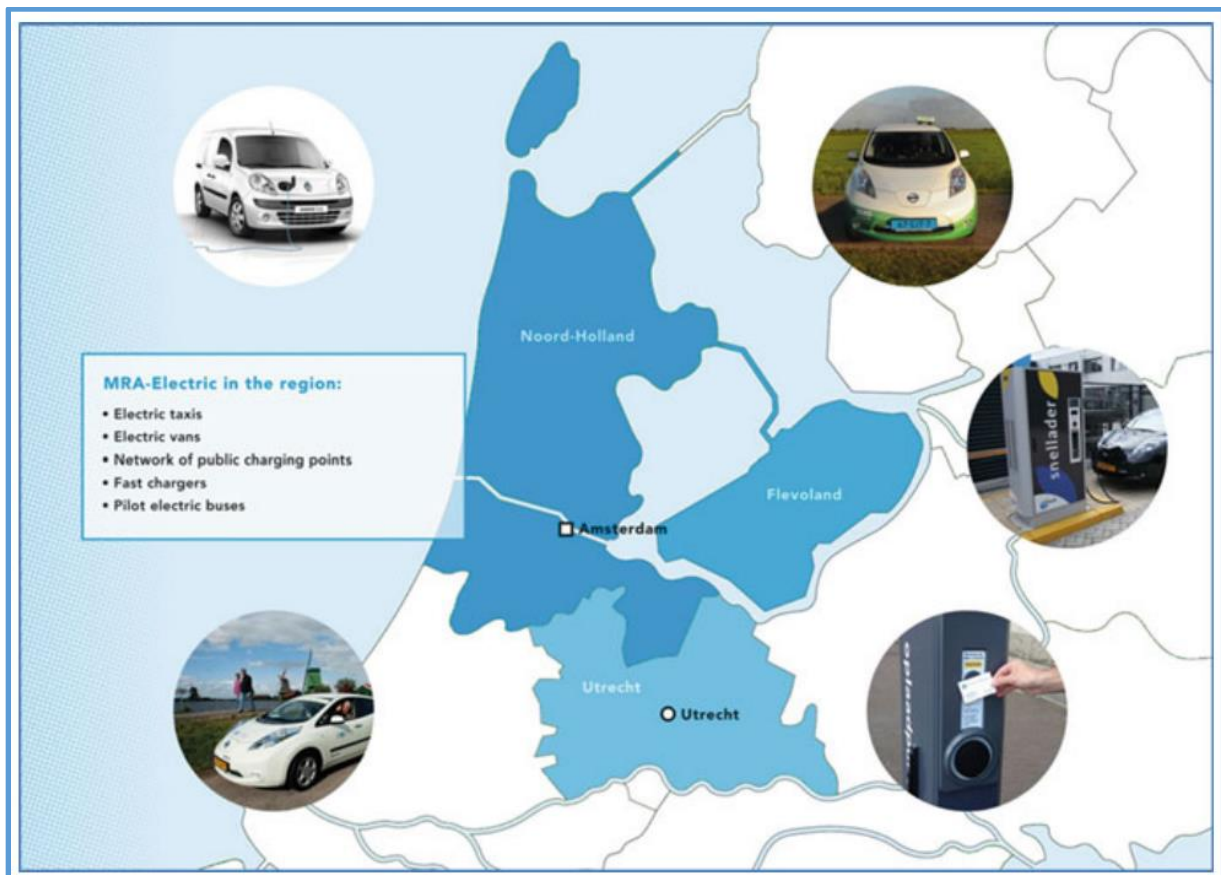 Noord-Holland
MRA-Electric in the region:
• Electric taxis
• Electric vans
• Network of public charging points
• Fast chargers
• Pilot electric buses
snellader
Flevoland
Amsterdam
Utrecht
Utrecht